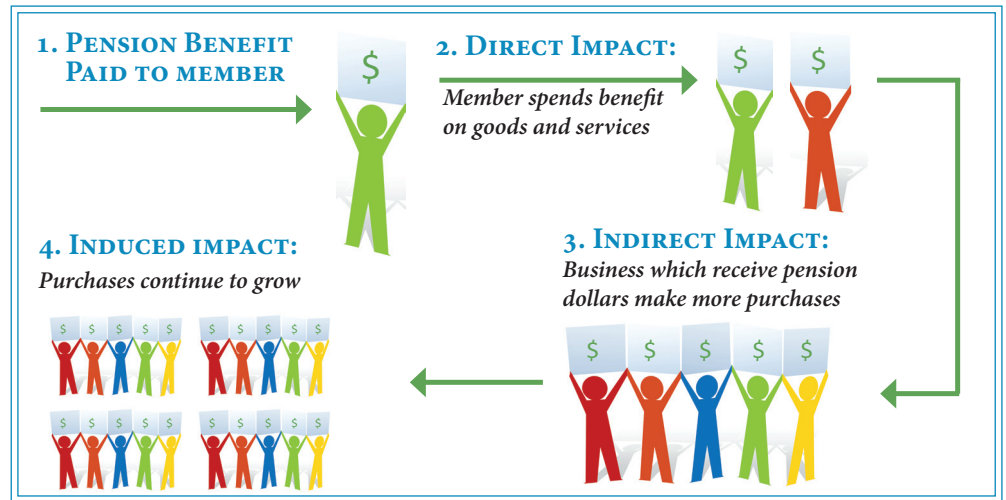 1. Pension Benefit
Paid to member
$
2. Direct Impact:
Member spends benefit
on goods and services
$ $
3. Indirect Impact:
Business which receive pension
dollars make more purchases
$ $ $ $ $
4. Induced impact:
Purchases continue to grow
$ $ $ $ $ $ $ $ $ $
$ $ $ $ $ $ $ $ $ $